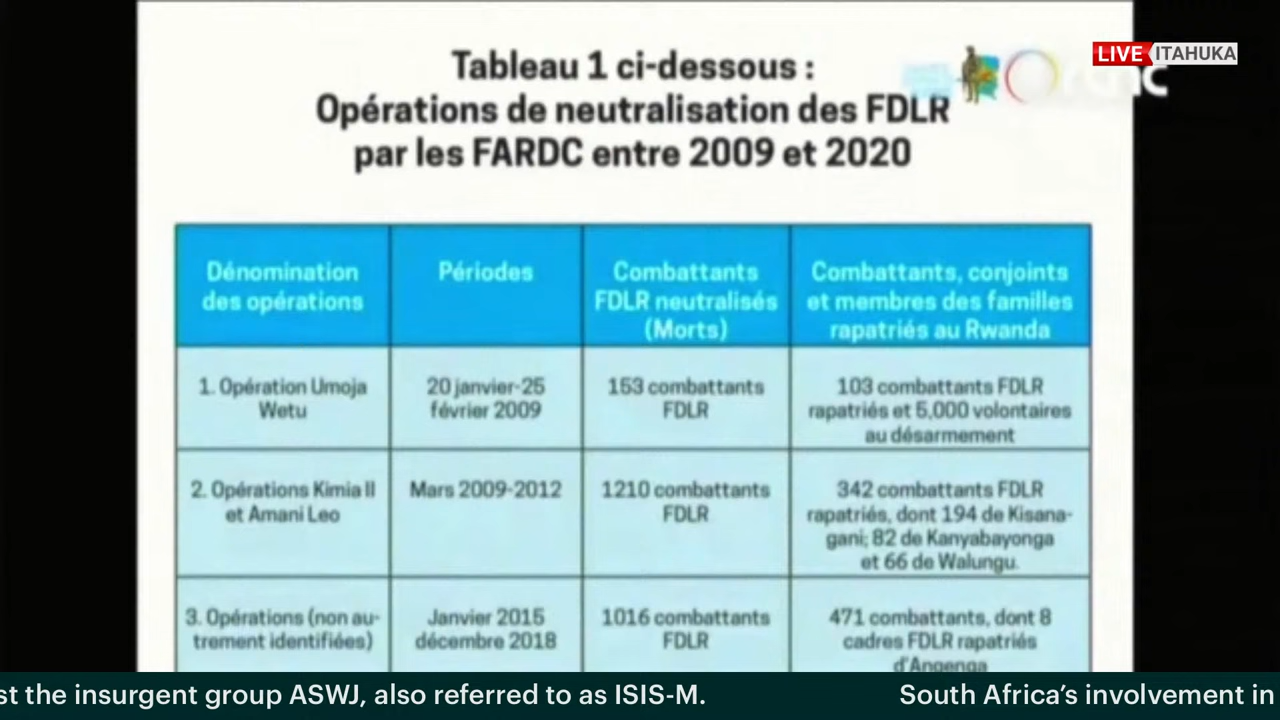 LIVE ITAHUKA
Tableau 1 ci-dessous :
Opérations de neutralisation des FDLR
par les FARDC entre 2009 et 2020
Dénomination
des opérations
Périodes
Combattants
FDLR neutralisés
(Morts)
Combattants, conjoints
et membres des familles
rapatriés au Rwanda
1. Opération Umoja
Wetu
20 janvier-25
février 2009
153 combattants
FDLR
103 combattants FDLR
rapatriés et 5,000 volontaires
au désarmement
2. Opérations Kimia II
et Amani Leo
Mars 2009-2012
1210 combattants
FDLR
342 combattants FDLR
rapatriés, dont 194 de Kisana-
gani; 82 de Kanyabayonga
et 66 de Walungu.
3. Opérations (non au-
trement identifiées)
Janvier 2015
décembre 2018
1016 combattants
FDLR
471 combattants, dont 8
cadres FDLR rapatriés
d'Angenga
st the insurgent group ASWJ, also referred to as ISIS-M. South Africa's involvement in